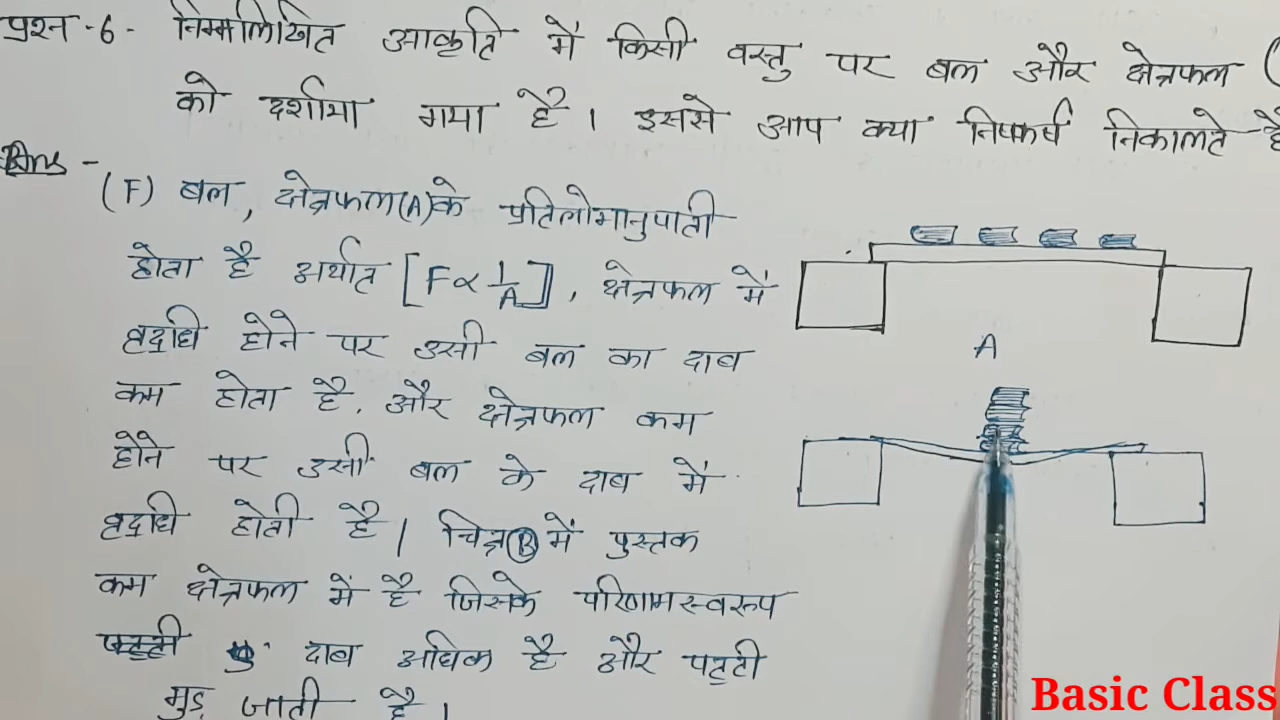 प्रश्न -6- निम्नलिखित आकृति में किसी वस्तु पर बल और क्षेत्रफल (
को दर्शाया गया है। इससे आप क्या निष्कर्ष निकालते है
Ans -
(F) बल, क्षेत्रफल(A)के प्रतिलोमानुपाती
होता है अर्थात [F∝1/A], क्षेत्रफल में
वृद्धि होने पर उसी बल का दाब
कम होता है. और क्षेत्रफल कम
होने पर उसी बल के दाब में
वृद्धि होती है। चित्र(B)में पुस्तक
कम क्षेत्रफल में है जिसके परिणामस्वरूप
दाब अधिक है और पट्टी
मुड़ जाती है।
A
Basic Class